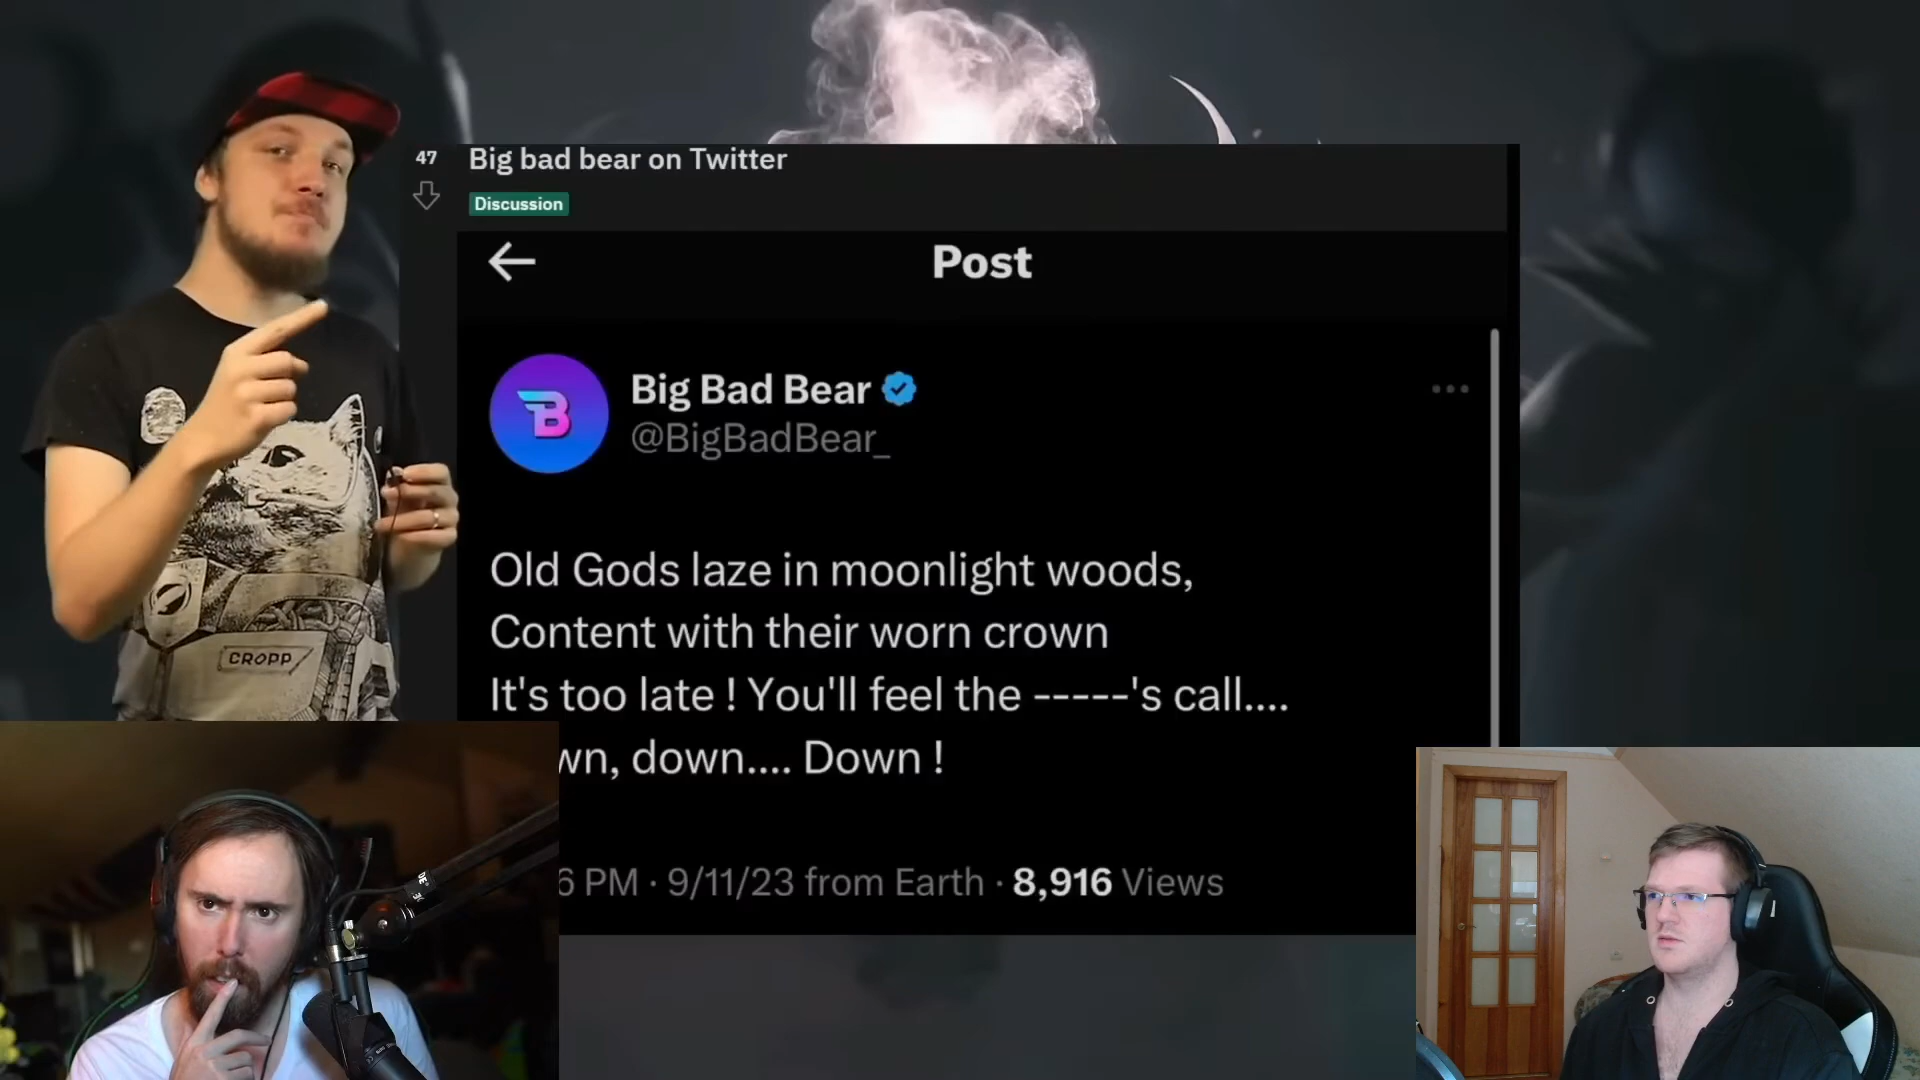 47
Big bad bear on Twitter
Discussion
Post
Big Bad Bear
@BigBadBear_
Old Gods laze in moonlight woods,
Content with their worn crown
It's too late ! You'll feel the -----'s call....
down.... Down !
PM · 9/11/23 from Earth · 8,916 Views
CROPP